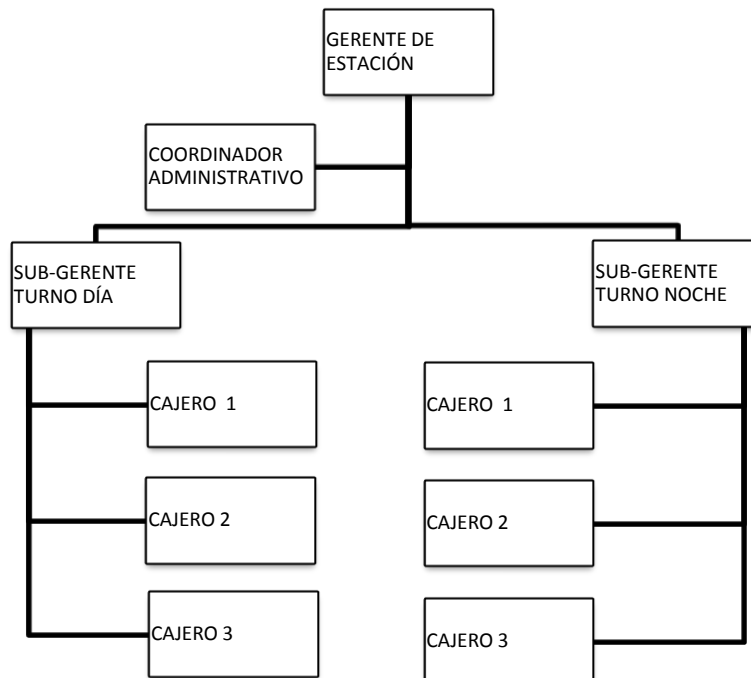 GERENTE DE
ESTACIÓN
COORDINADOR
ADMINISTRATIVO
SUB-GERENTE
TURNO DÍA
SUB-GERENTE
TURNO NOCHE
CAJERO  1
CAJERO  1
CAJERO 2
CAJERO 2
CAJERO 3
CAJERO 3